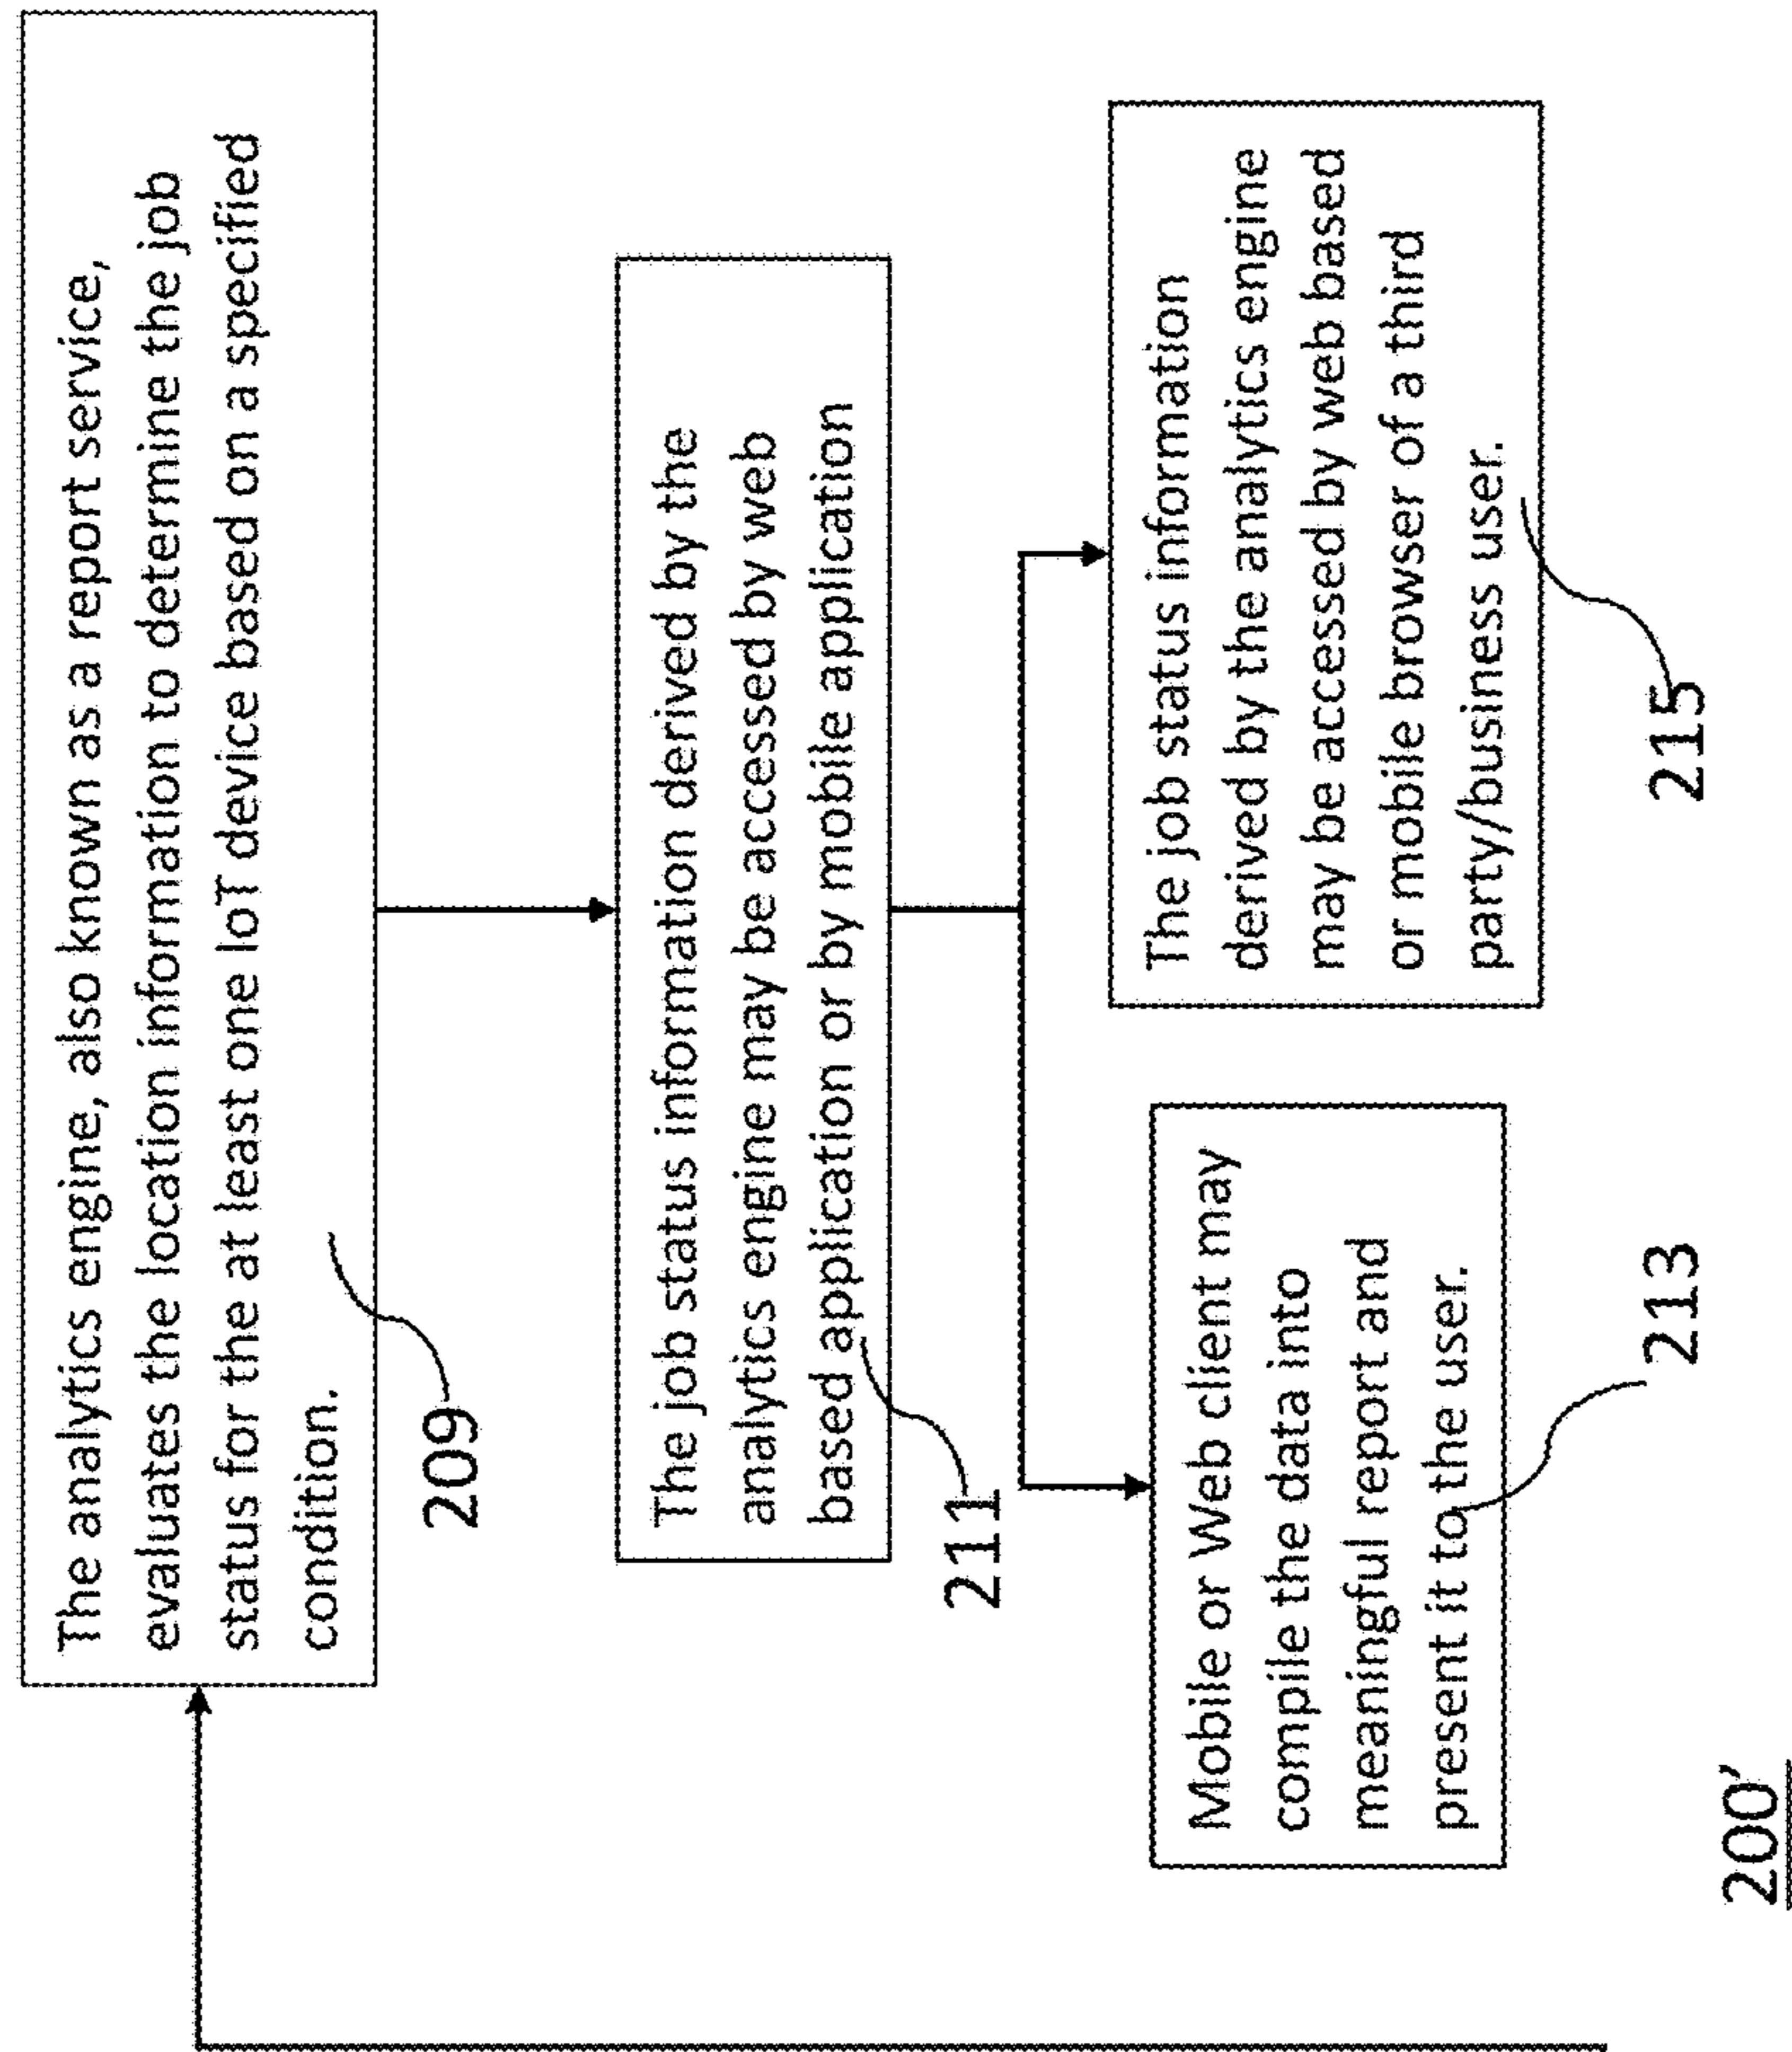 The analytics engine, also known as a report service,
evaluates the location information to determine the job
status for the at least one IoT device based on a specified
condition.
209
The job status information derived by the
analytics engine may be accessed by web
based application or by mobile application
211
Mobile or Web client may
compile the data into
meaningful report and
present it to the user.
213
The job status information
derived by the analytics engine
may be accessed by web based
or mobile browser of a third
party/business user.
215
200'